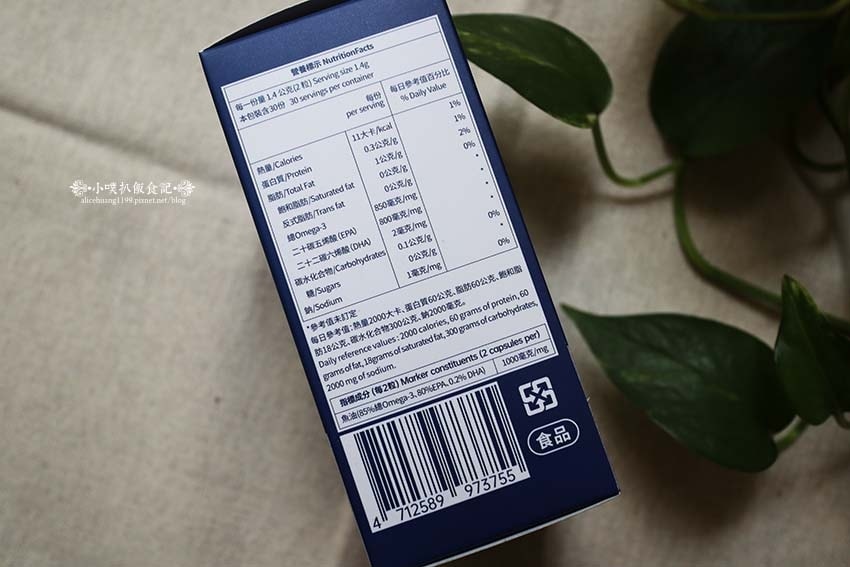 營養標示 NutritionFacts
每一份量 1.4 公克(2 粒) Serving size 1.4g
本包裝含30份 30 servings per container
每份 每日參考值百分比
per serving % Daily Value
熱量/Calories 11大卡/kcal 1%
蛋白質/Protein 0.3公克/g 1%
脂肪/Total Fat 1公克/g 2%
飽和脂肪/Saturated fat 0公克/g 0%
反式脂肪/Trans fat 0公克/g *
總Omega-3 850毫克/mg *
二十碳五烯酸 (EPA) 800毫克/mg *
二十二碳六烯酸 (DHA) 2毫克/mg *
碳水化合物/Carbohydrates 0.1公克/g 0%
糖/Sugars 0公克/g *
鈉/Sodium 1毫克/mg 0%
*參考值未訂定
每日參考值：熱量2000大卡、蛋白質60公克、脂肪60公克、飽和脂
肪18公克、碳水化合物300公克、鈉2000毫克。
Daily reference values : 2000 calories, 60 grams of protein, 60
grams of fat, 18grams of saturated fat, 300 grams of carbohydrates,
2000 mg of sodium.
指標成分 (每2粒) Marker constituents (2 capsules per)
魚油(85%總Omega-3、80%EPA、0.2% DHA) 1000毫克/mg
食品
4 712589 973755
小噗扒飯食記
alicehuang1199.pixnet.net/blog